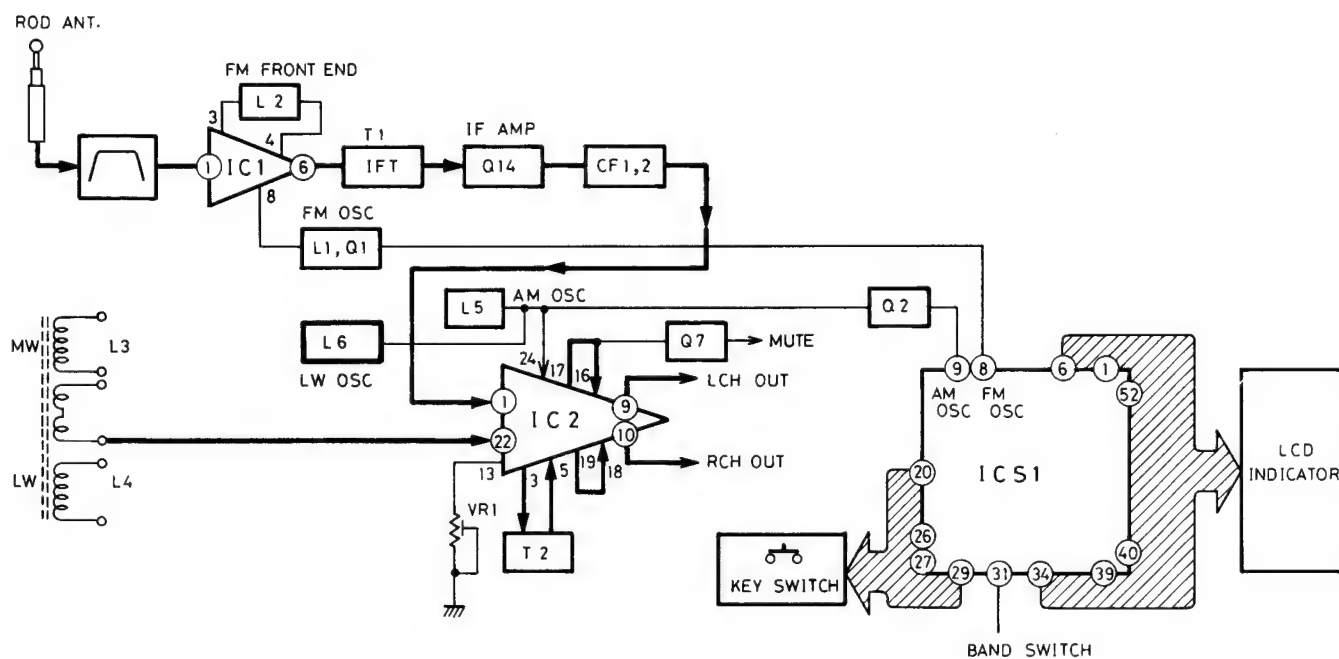 ROD ANT.
FM FRONT END
L2
3
4
1
IC1
6
8
T1
IFT
IF AMP
Q14
CF1,2
FM OSC
L1,Q1
L5
AM OSC
Q2
L6
LW OSC
24
17
16
Q7
MUTE
MW
L3
LW
L4
1
22
IC2
9
10
LCH OUT
RCH OUT
13
3
5
19
18
VR1
T2
9
8
6
1
52
AM
OSC
FM
OSC
20
26
27
29
31
34
39
40
ICS1
LCD
INDICATOR
KEY SWITCH
BAND SWITCH